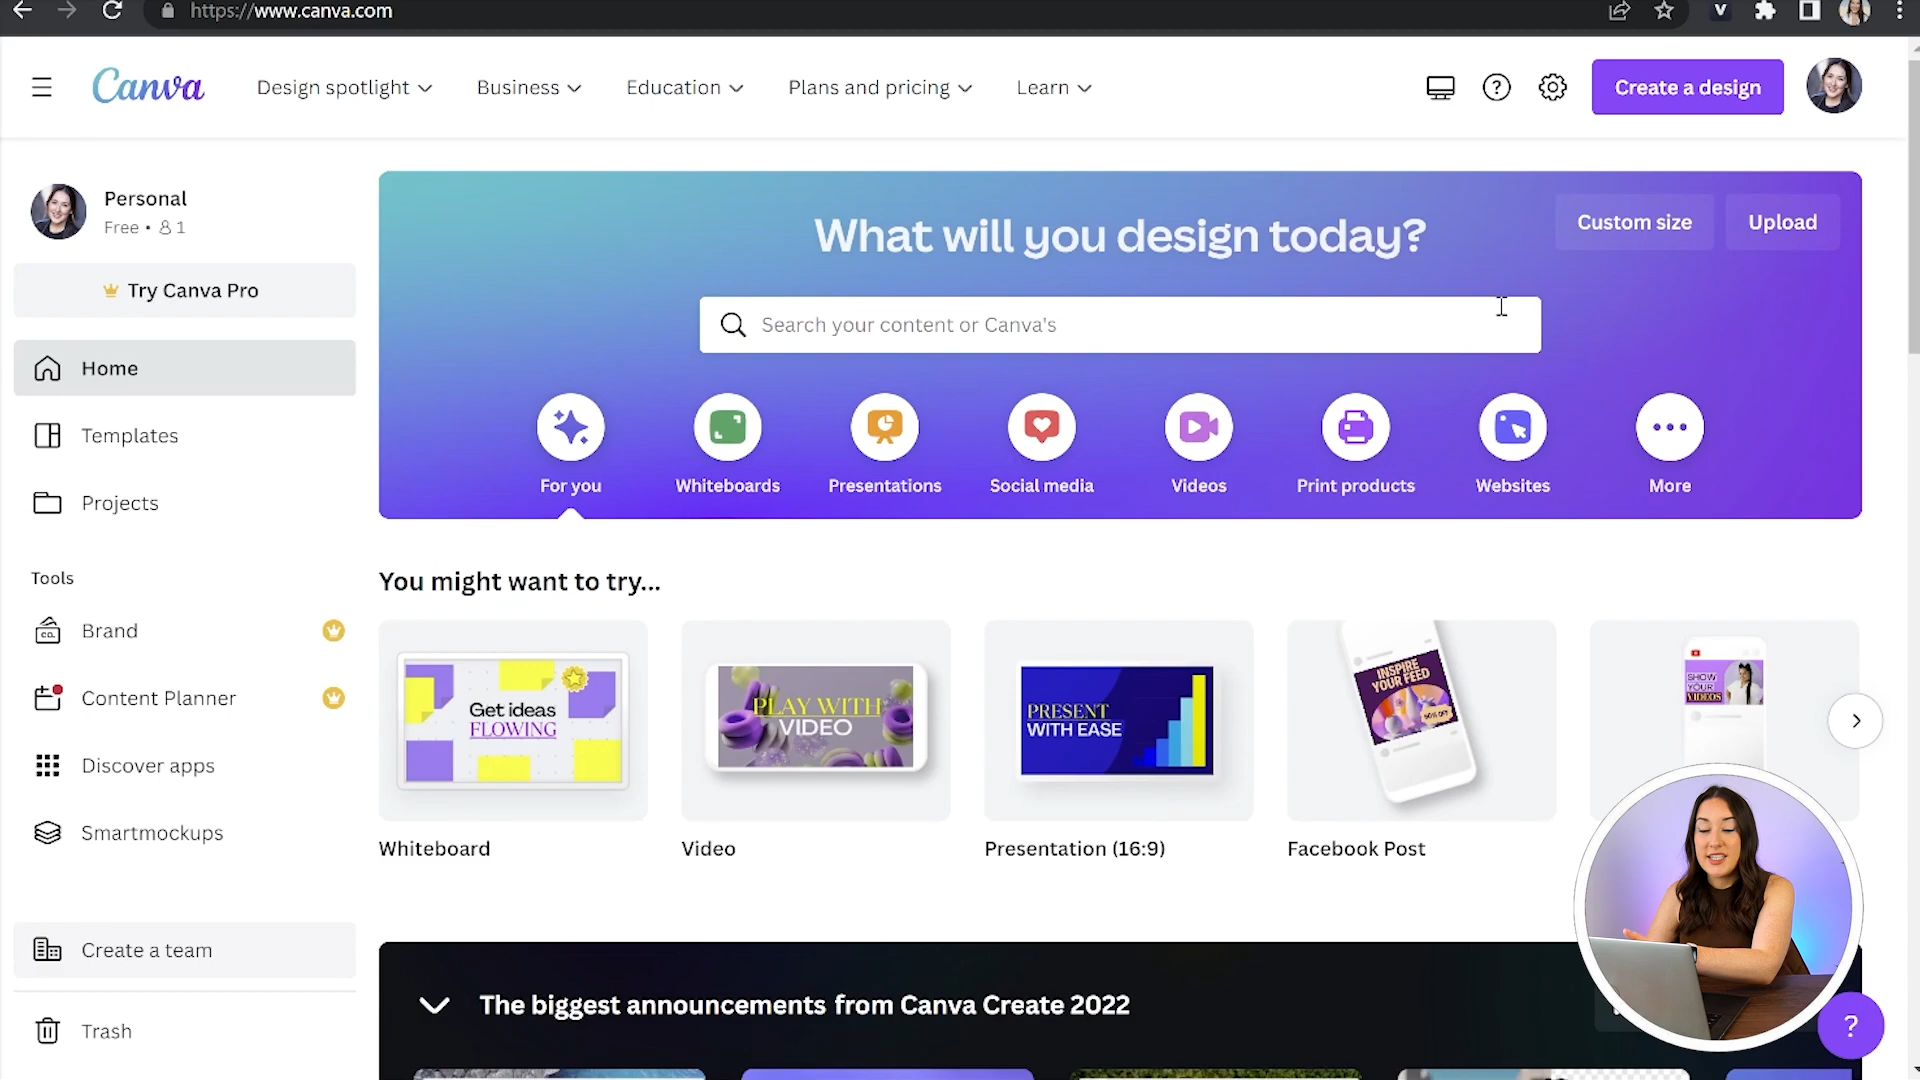 https://www.canva.com
Canva
Design spotlight
Business
Education
Plans and pricing
Learn
Create a design
Personal
Free • 1
Try Canva Pro
Home
Templates
Projects
Tools
Brand
Content Planner
Discover apps
Smartmockups
Create a team
Trash
What will you design today?
Custom size
Upload
Search your content or Canva's
For you
Whiteboards
Presentations
Social media
Videos
Print products
Websites
More
You might want to try...
Get ideas
FLOWING
PLAY WITH
VIDEO
PRESENT
WITH EASE
INSPIRE
YOUR FEED
SHOW
YOUR
VIDEOS
Whiteboard
Video
Presentation (16:9)
Facebook Post
The biggest announcements from Canva Create 2022
?